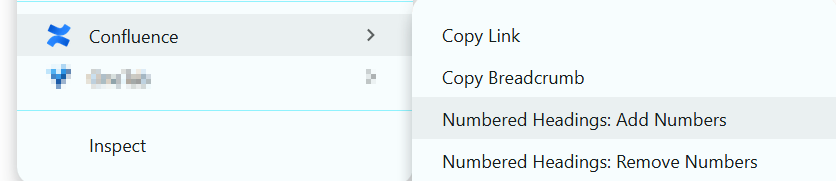 Confluence
Inspect
Copy Link
Copy Breadcrumb
Numbered Headings: Add Numbers
Numbered Headings: Remove Numbers